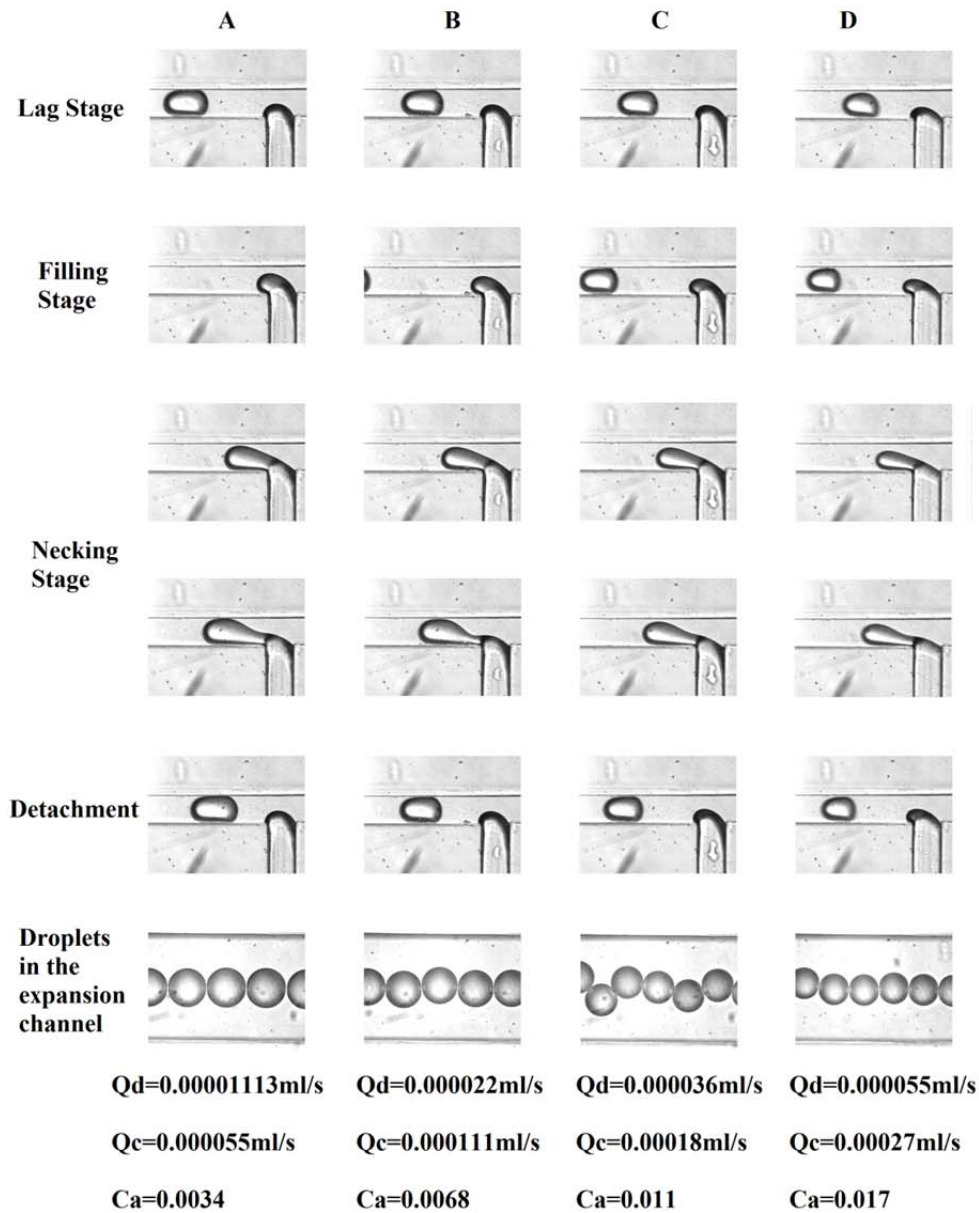 A B C D
Lag Stage
Filling
Stage
Necking
Stage
Detachment
Droplets
in the
expansion
channel
Qd=0.00001113ml/s Qd=0.000022ml/s Qd=0.000036ml/s Qd=0.000055ml/s
Qc=0.000055ml/s Qc=0.000111ml/s Qc=0.00018ml/s Qc=0.00027ml/s
Ca=0.0034 Ca=0.0068 Ca=0.011 Ca=0.017